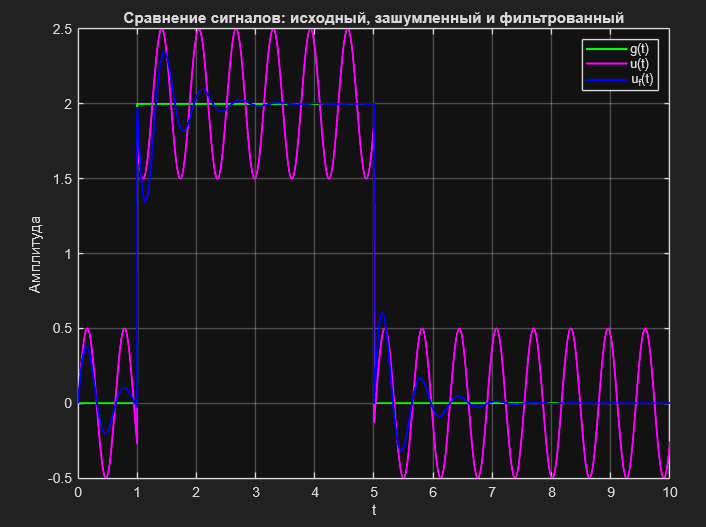 Сравнение сигналов: исходный, зашумленный и фильтрованный
g(t)
u(t)
u_f(t)
Амплитуда
2.5
2
1.5
1
0.5
0
-0.5
0 1 2 3 4 5 6 7 8 9 10
t